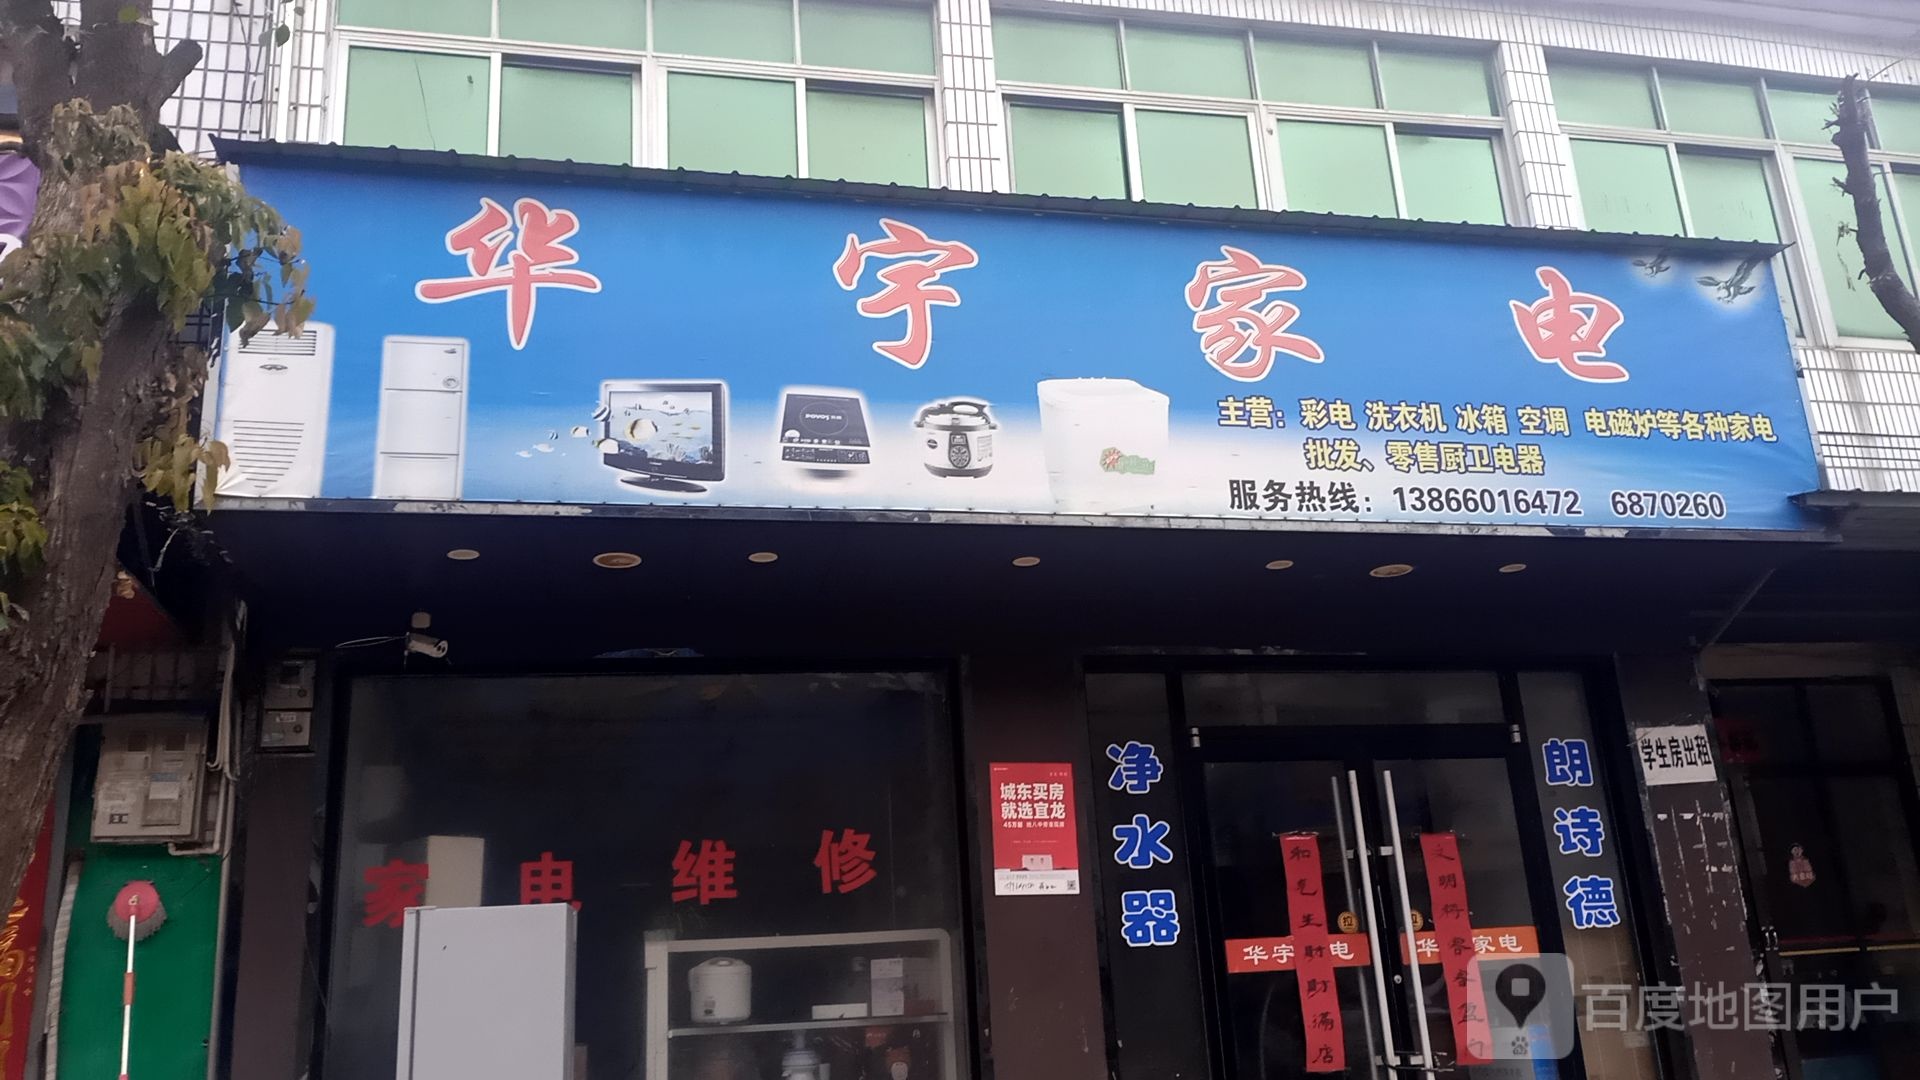 华宇家电
主营：彩电 洗衣机 冰箱 空调 电磁炉等各种家电
批发、零售厨卫电器
服务热线：13866016472 6870260
POVOS
家电维修
城东买房
就选宜龙
净水器
朗诗德
学生房出租
和气生财财满店
华宇 电
华 家电
拉
拉
百度地图用户